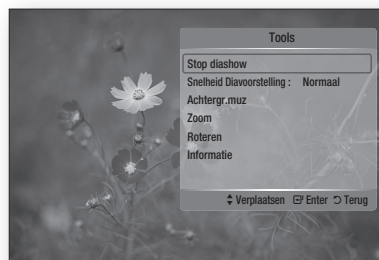 Tools
Stop diashow
Snelheid Diavoorstelling : Normaal
Achtergr.muz
Zoom
Roteren
Informatie
Verplaatsen Enter Terug